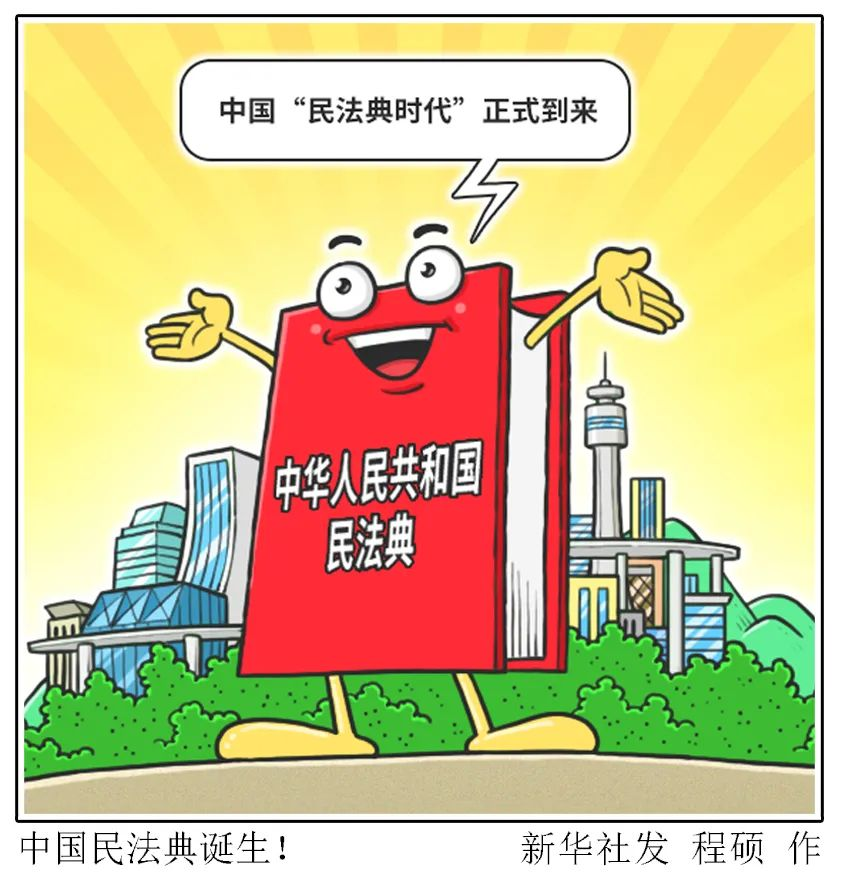 中国“民法典时代”正式到来
中华人民共和国
民法典
中国民法典诞生！
新华社发 程硕 作